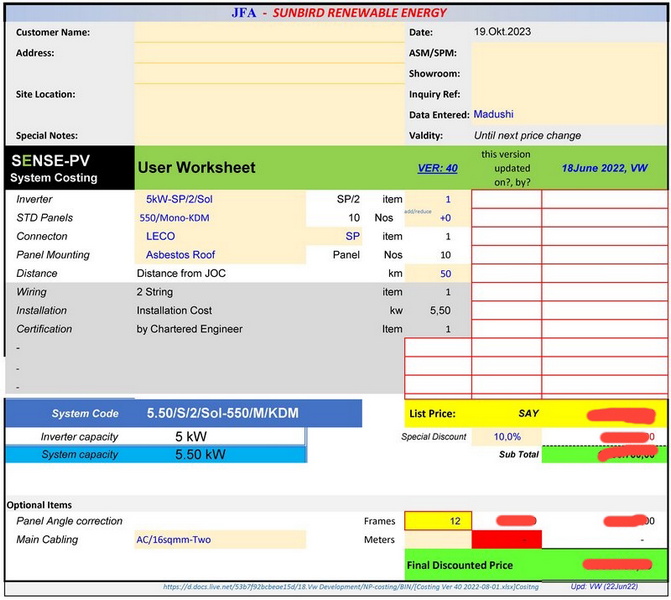 JFA - SUNBIRD RENEWABLE ENERGY
Customer Name: Date: 19.Okt.2023
Address: ASM/SPM:
Showroom:
Site Location: Inquiry Ref:
Data Entered: Madushi
Special Notes: Valdity: Until next price change
SENSE-PV
System Costing
User Worksheet VER: 40
this version
updated
on?, by?
18June 2022, VW
Inverter 5kW-SP/2/Sol SP/2 item 1
STD Panels 550/Mono-KDM 10 Nos add/reduce +0
Connecton LECO SP item 1
Panel Mounting Asbestos Roof Panel Nos 10
Distance Distance from JOC km 50
Wiring 2 String item 1
Installation Installation Cost kw 5,50
Certification by Chartered Engineer Item 1
-
-
-
System Code 5.50/S/2/Sol-550/M/KDM List Price: SAY
Inverter capacity 5 kW Special Discount 10,0% 0
System capacity 5.50 kW Sub Total
Optional Items
Panel Angle correction Frames 12 00
Main Cabling AC/16sqmm-Two Meters - -
Final Discounted Price
https://d.docs.live.net/53b7f92bcbeae15d/18.Vw Development/NP-costing/BIN/[Costing Ver 40 2022-08-01.xlsx]Cositng Upd: VW (22Jun22)